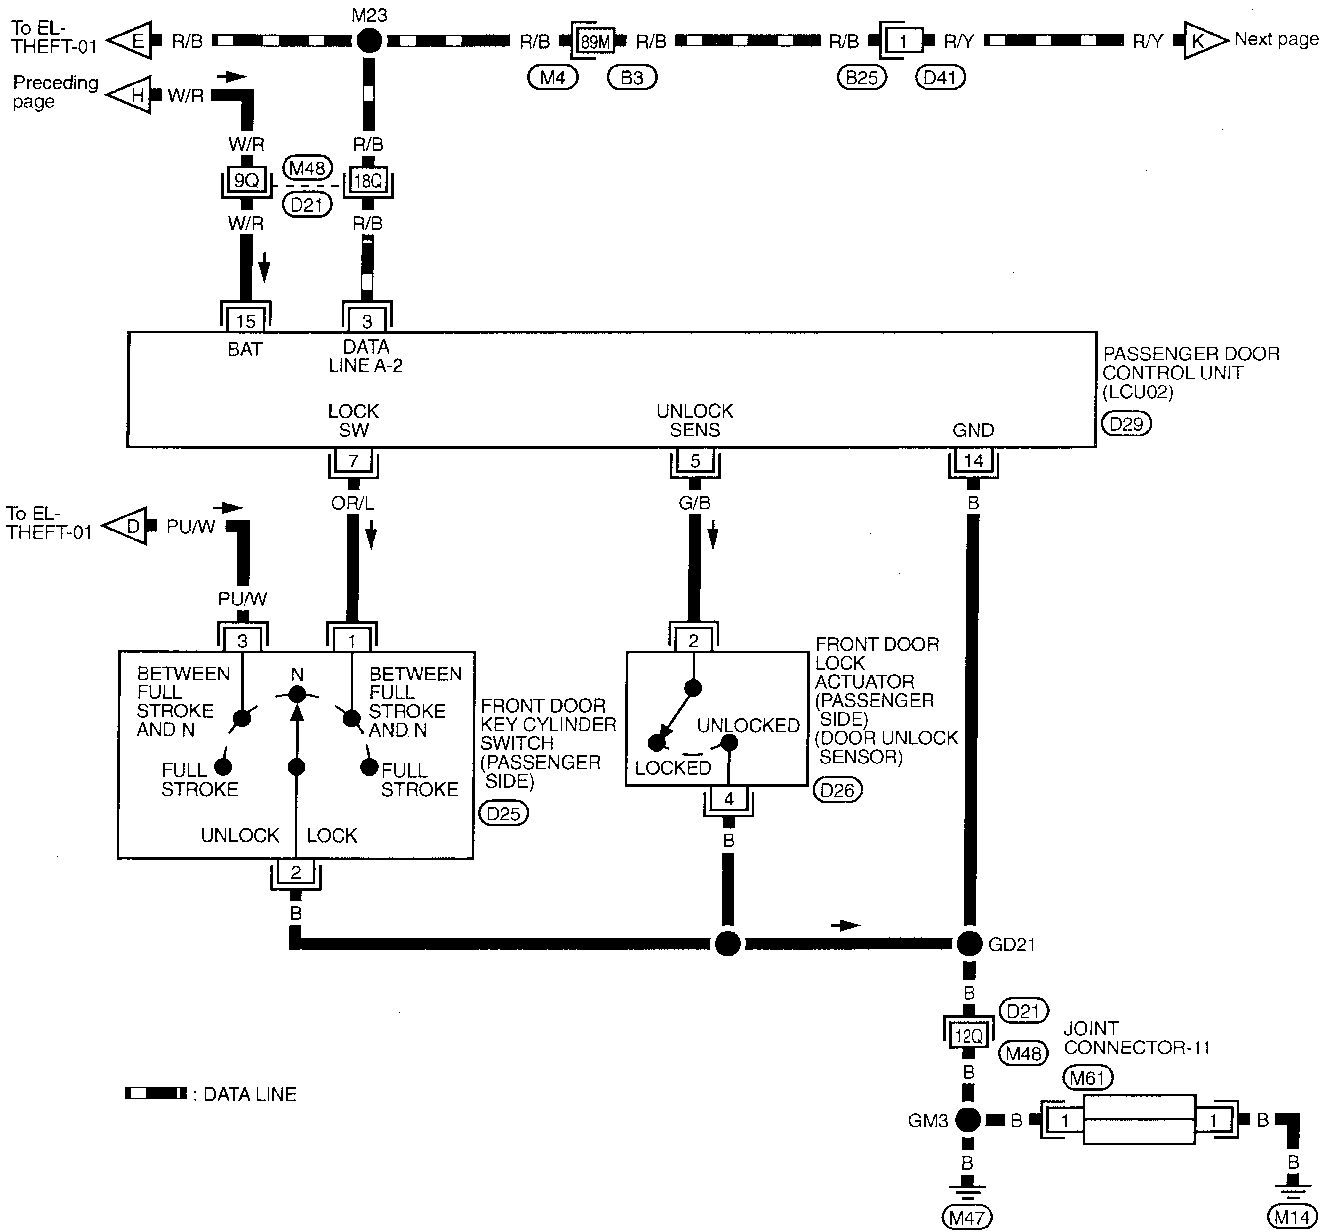 M23
To EL-
THEFT-01
E
R/B
R/B
89M
R/B
R/B
1
R/Y
R/Y
K
Next page
M4
B3
B25
D41
Preceding
page
H
W/R
W/R
R/B
9Q
M48
18Q
D21
W/R
R/B
15
3
BAT
DATA
LINE A-2
PASSENGER DOOR
CONTROL UNIT
(LCU02)
D29
LOCK
SW
UNLOCK
SENS
GND
7
5
14
OR/L
G/B
B
To EL-
THEFT-01
D
PU/W
PU/W
3
1
2
BETWEEN
FULL
STROKE
AND N
N
BETWEEN
FULL
STROKE
AND N
FULL
STROKE
FULL
STROKE
UNLOCK
LOCK
FRONT DOOR
KEY CYLINDER
SWITCH
(PASSENGER
SIDE)
D25
UNLOCKED
LOCKED
FRONT DOOR
LOCK
ACTUATOR
(PASSENGER
SIDE)
(DOOR UNLOCK
SENSOR)
D26
2
4
B
B
GD21
B
D21
12Q
M48
JOINT
CONNECTOR-11
B
M61
: DATA LINE
GM3
B
1
1
B
B
B
M47
M14